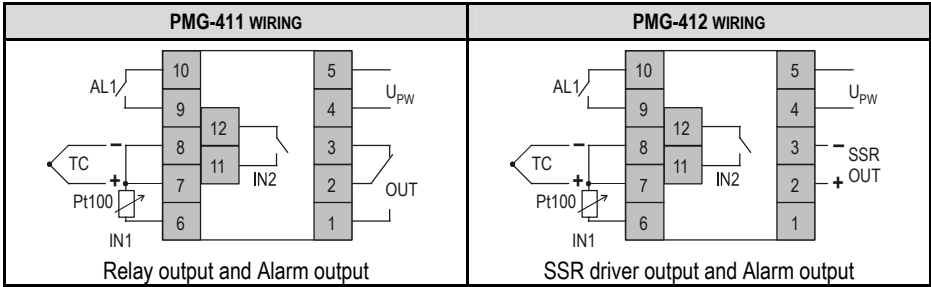 PMG-411 WIRING
PMG-412 WIRING
10
5
AL1
UPW
9
4
12
– 8
3
TC
11
+ 7
2
IN2
OUT
Pt100
6
1
IN1
Relay output and Alarm output
10
5
AL1
UPW
9
4
12
– 8
3 –
SSR
TC
11
OUT
+ 7
2 +
IN2
Pt100
6
1
IN1
SSR driver output and Alarm output